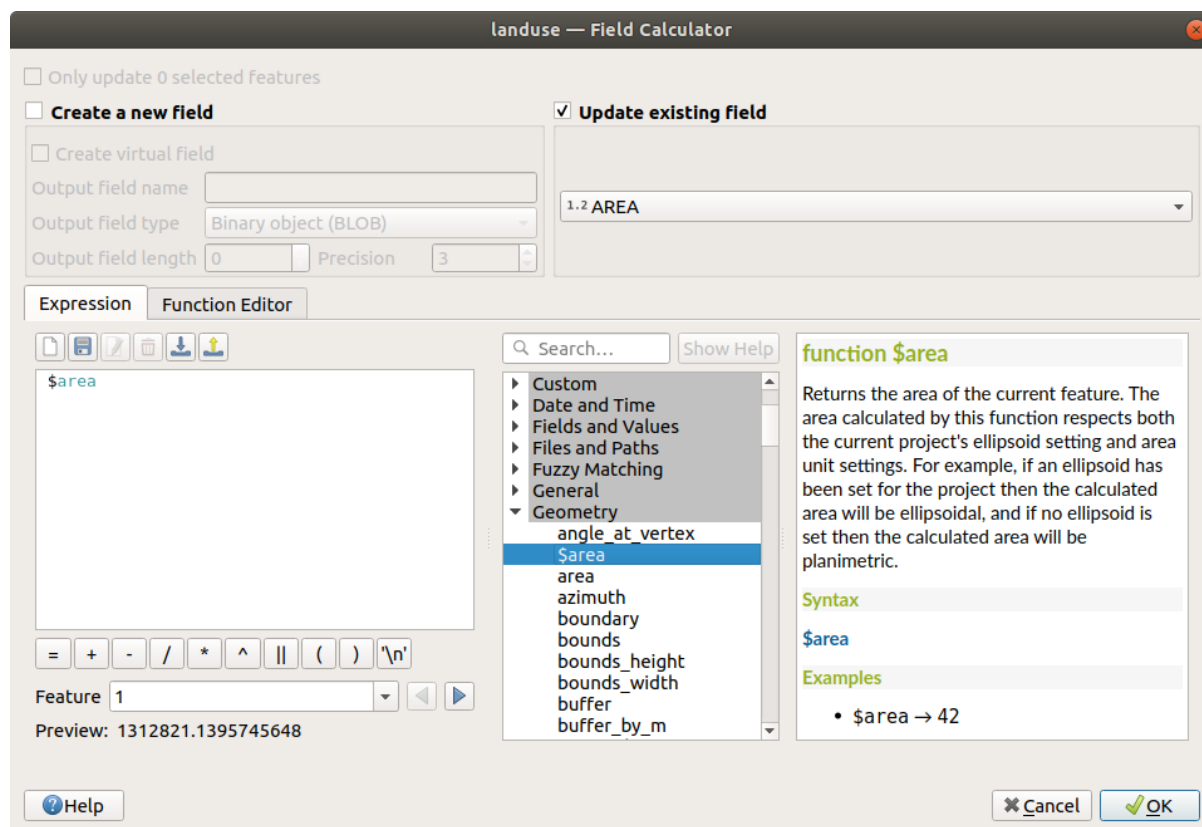 landuse — Field Calculator
Only update 0 selected features
Create a new field
Update existing field
Create virtual field
Output field name
Output field type Binary object (BLOB)
Output field length 0 Precision 3
1.2 AREA
Expression Function Editor
$area
= + - / * ^ || ( ) '\n'
Feature 1
Preview: 1312821.1395745648
Search... Show Help
Custom
Date and Time
Fields and Values
Files and Paths
Fuzzy Matching
General
Geometry
angle_at_vertex
$area
area
azimuth
boundary
bounds
bounds_height
bounds_width
buffer
buffer_by_m
function $area
Returns the area of the current feature. The
area calculated by this function respects both
the current project's ellipsoid setting and area
unit settings. For example, if an ellipsoid has
been set for the project then the calculated
area will be ellipsoidal, and if no ellipsoid is
set then the calculated area will be
planimetric.
Syntax
$area
Examples
• $area → 42
Help
Cancel OK